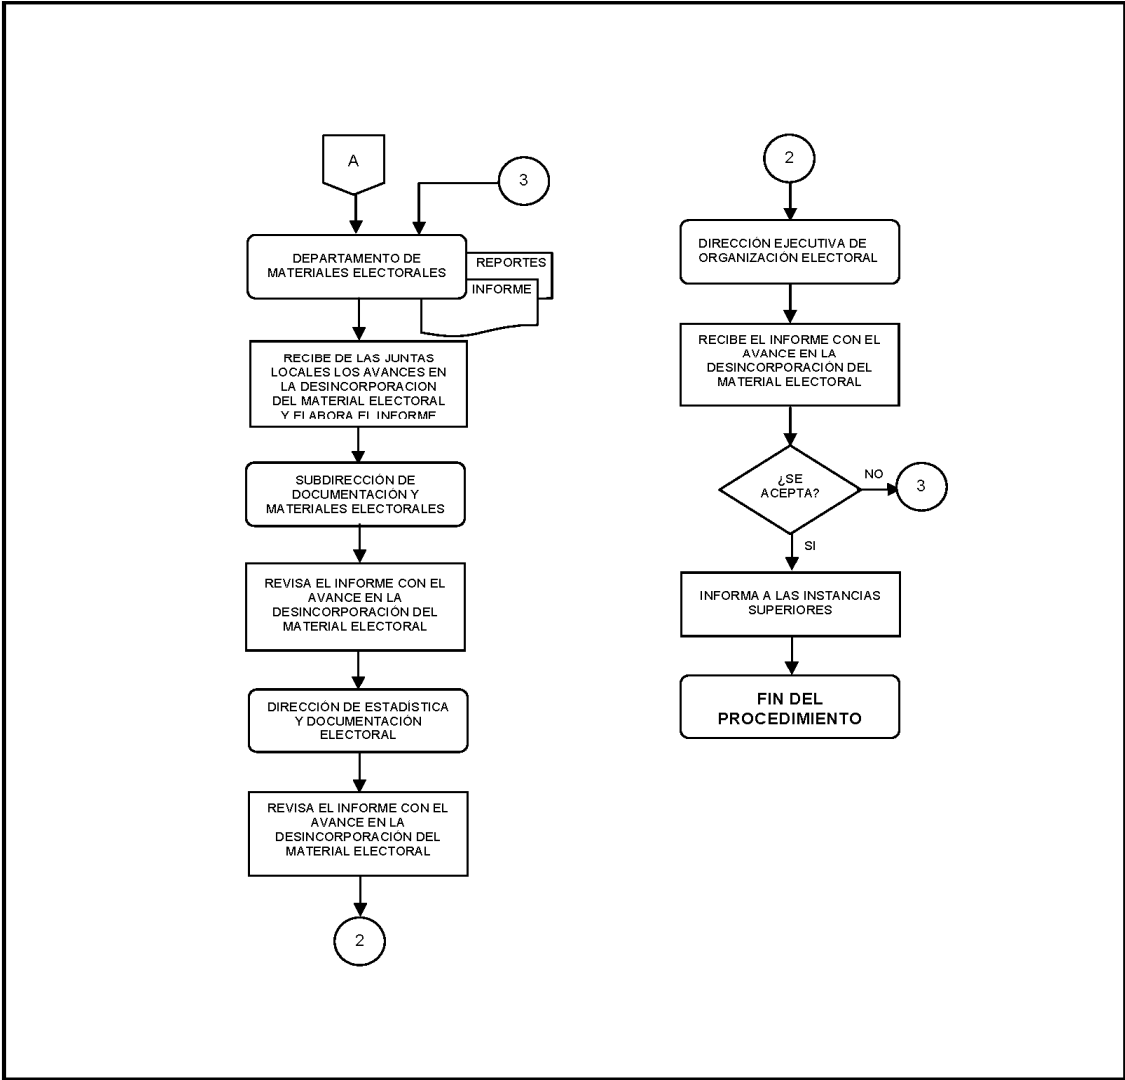 A
3
DEPARTAMENTO DE
MATERIALES ELECTORALES
REPORTES
INFORME
RECIBE DE LAS JUNTAS
LOCALES LOS AVANCES EN
LA DESINCORPORACION
DEL MATERIAL ELECTORAL
Y ELABORA EL INFORME
SUBDIRECCIÓN DE
DOCUMENTACIÓN Y
MATERIALES ELECTORALES
REVISA EL INFORME CON EL
AVANCE EN LA
DESINCORPORACIÓN DEL
MATERIAL ELECTORAL
DIRECCIÓN DE ESTADÍSTICA
Y DOCUMENTACIÓN
ELECTORAL
REVISA EL INFORME CON EL
AVANCE EN LA
DESINCORPORACIÓN DEL
MATERIAL ELECTORAL
2
2
DIRECCIÓN EJECUTIVA DE
ORGANIZACIÓN ELECTORAL
RECIBE EL INFORME CON EL
AVANCE EN LA
DESINCORPORACIÓN DEL
MATERIAL ELECTORAL
¿SE
ACEPTA?
NO
3
SI
INFORMA A LAS INSTANCIAS
SUPERIORES
FIN DEL
PROCEDIMIENTO